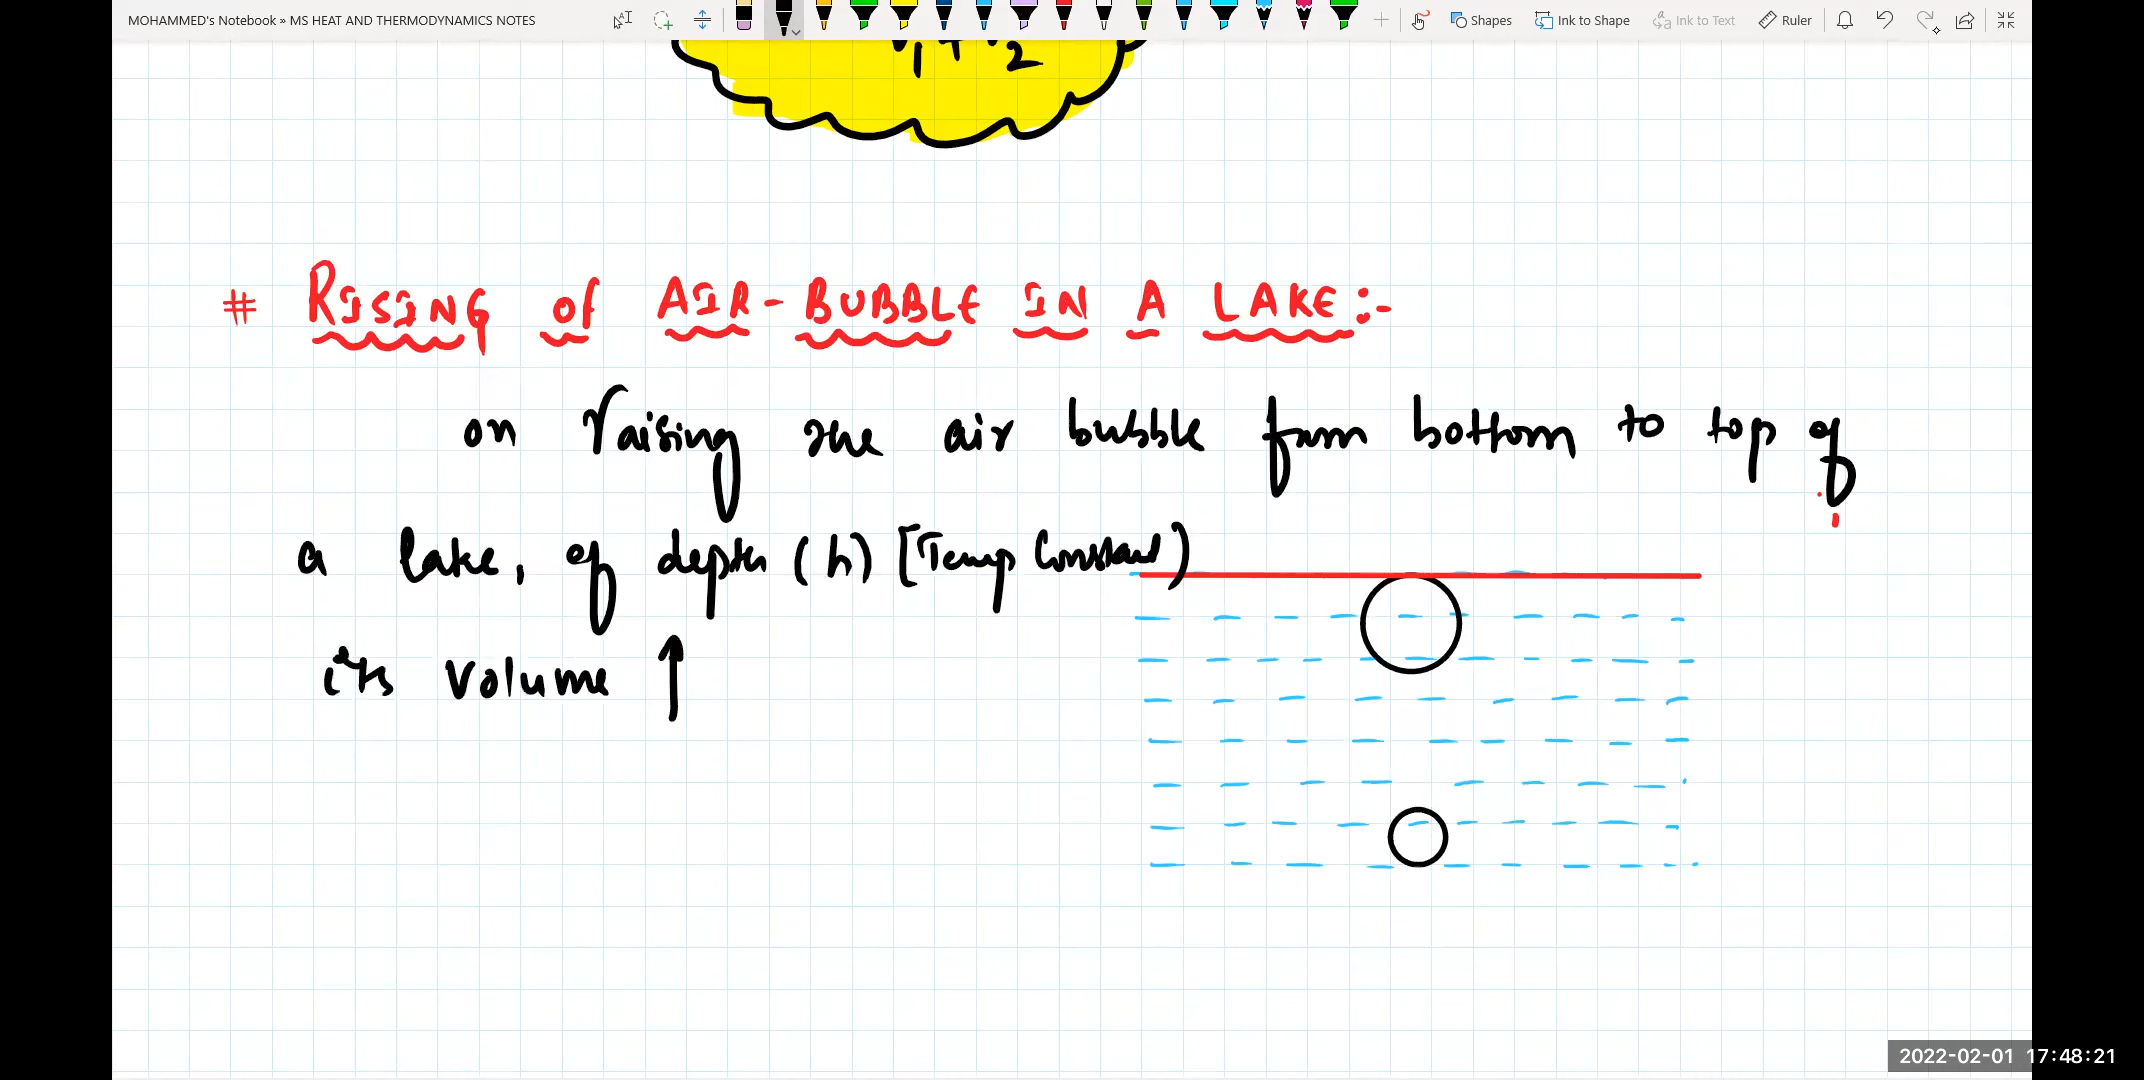 MOHAMMED's Notebook » MS HEAT AND THERMODYNAMICS NOTES
Shapes Ink to Shape Ink to Text Ruler
# RISING of AIR-BUBBLE IN A LAKE:-
on raising the air bubble from bottom to top of
a lake, of depth (h) [Temp Constant)
its volume ↑
2022-02-01 17:48:21